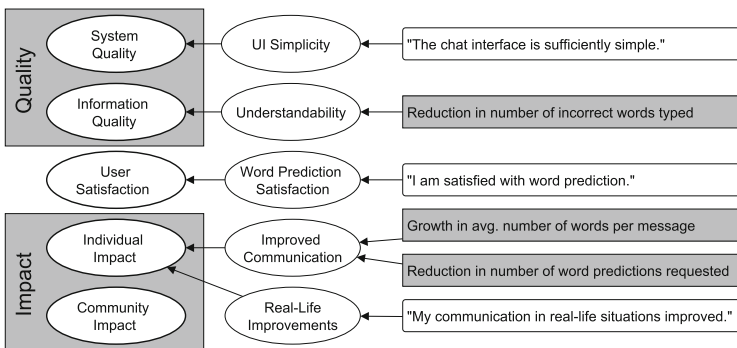 Quality
System
Quality
UI Simplicity
"The chat interface is sufficiently simple."
Information
Quality
Understandability
Reduction in number of incorrect words typed
User
Satisfaction
Word Prediction
Satisfaction
"I am satisfied with word prediction."
Impact
Individual
Impact
Improved
Communication
Growth in avg. number of words per message
Reduction in number of word predictions requested
Community
Impact
Real-Life
Improvements
"My communication in real-life situations improved."